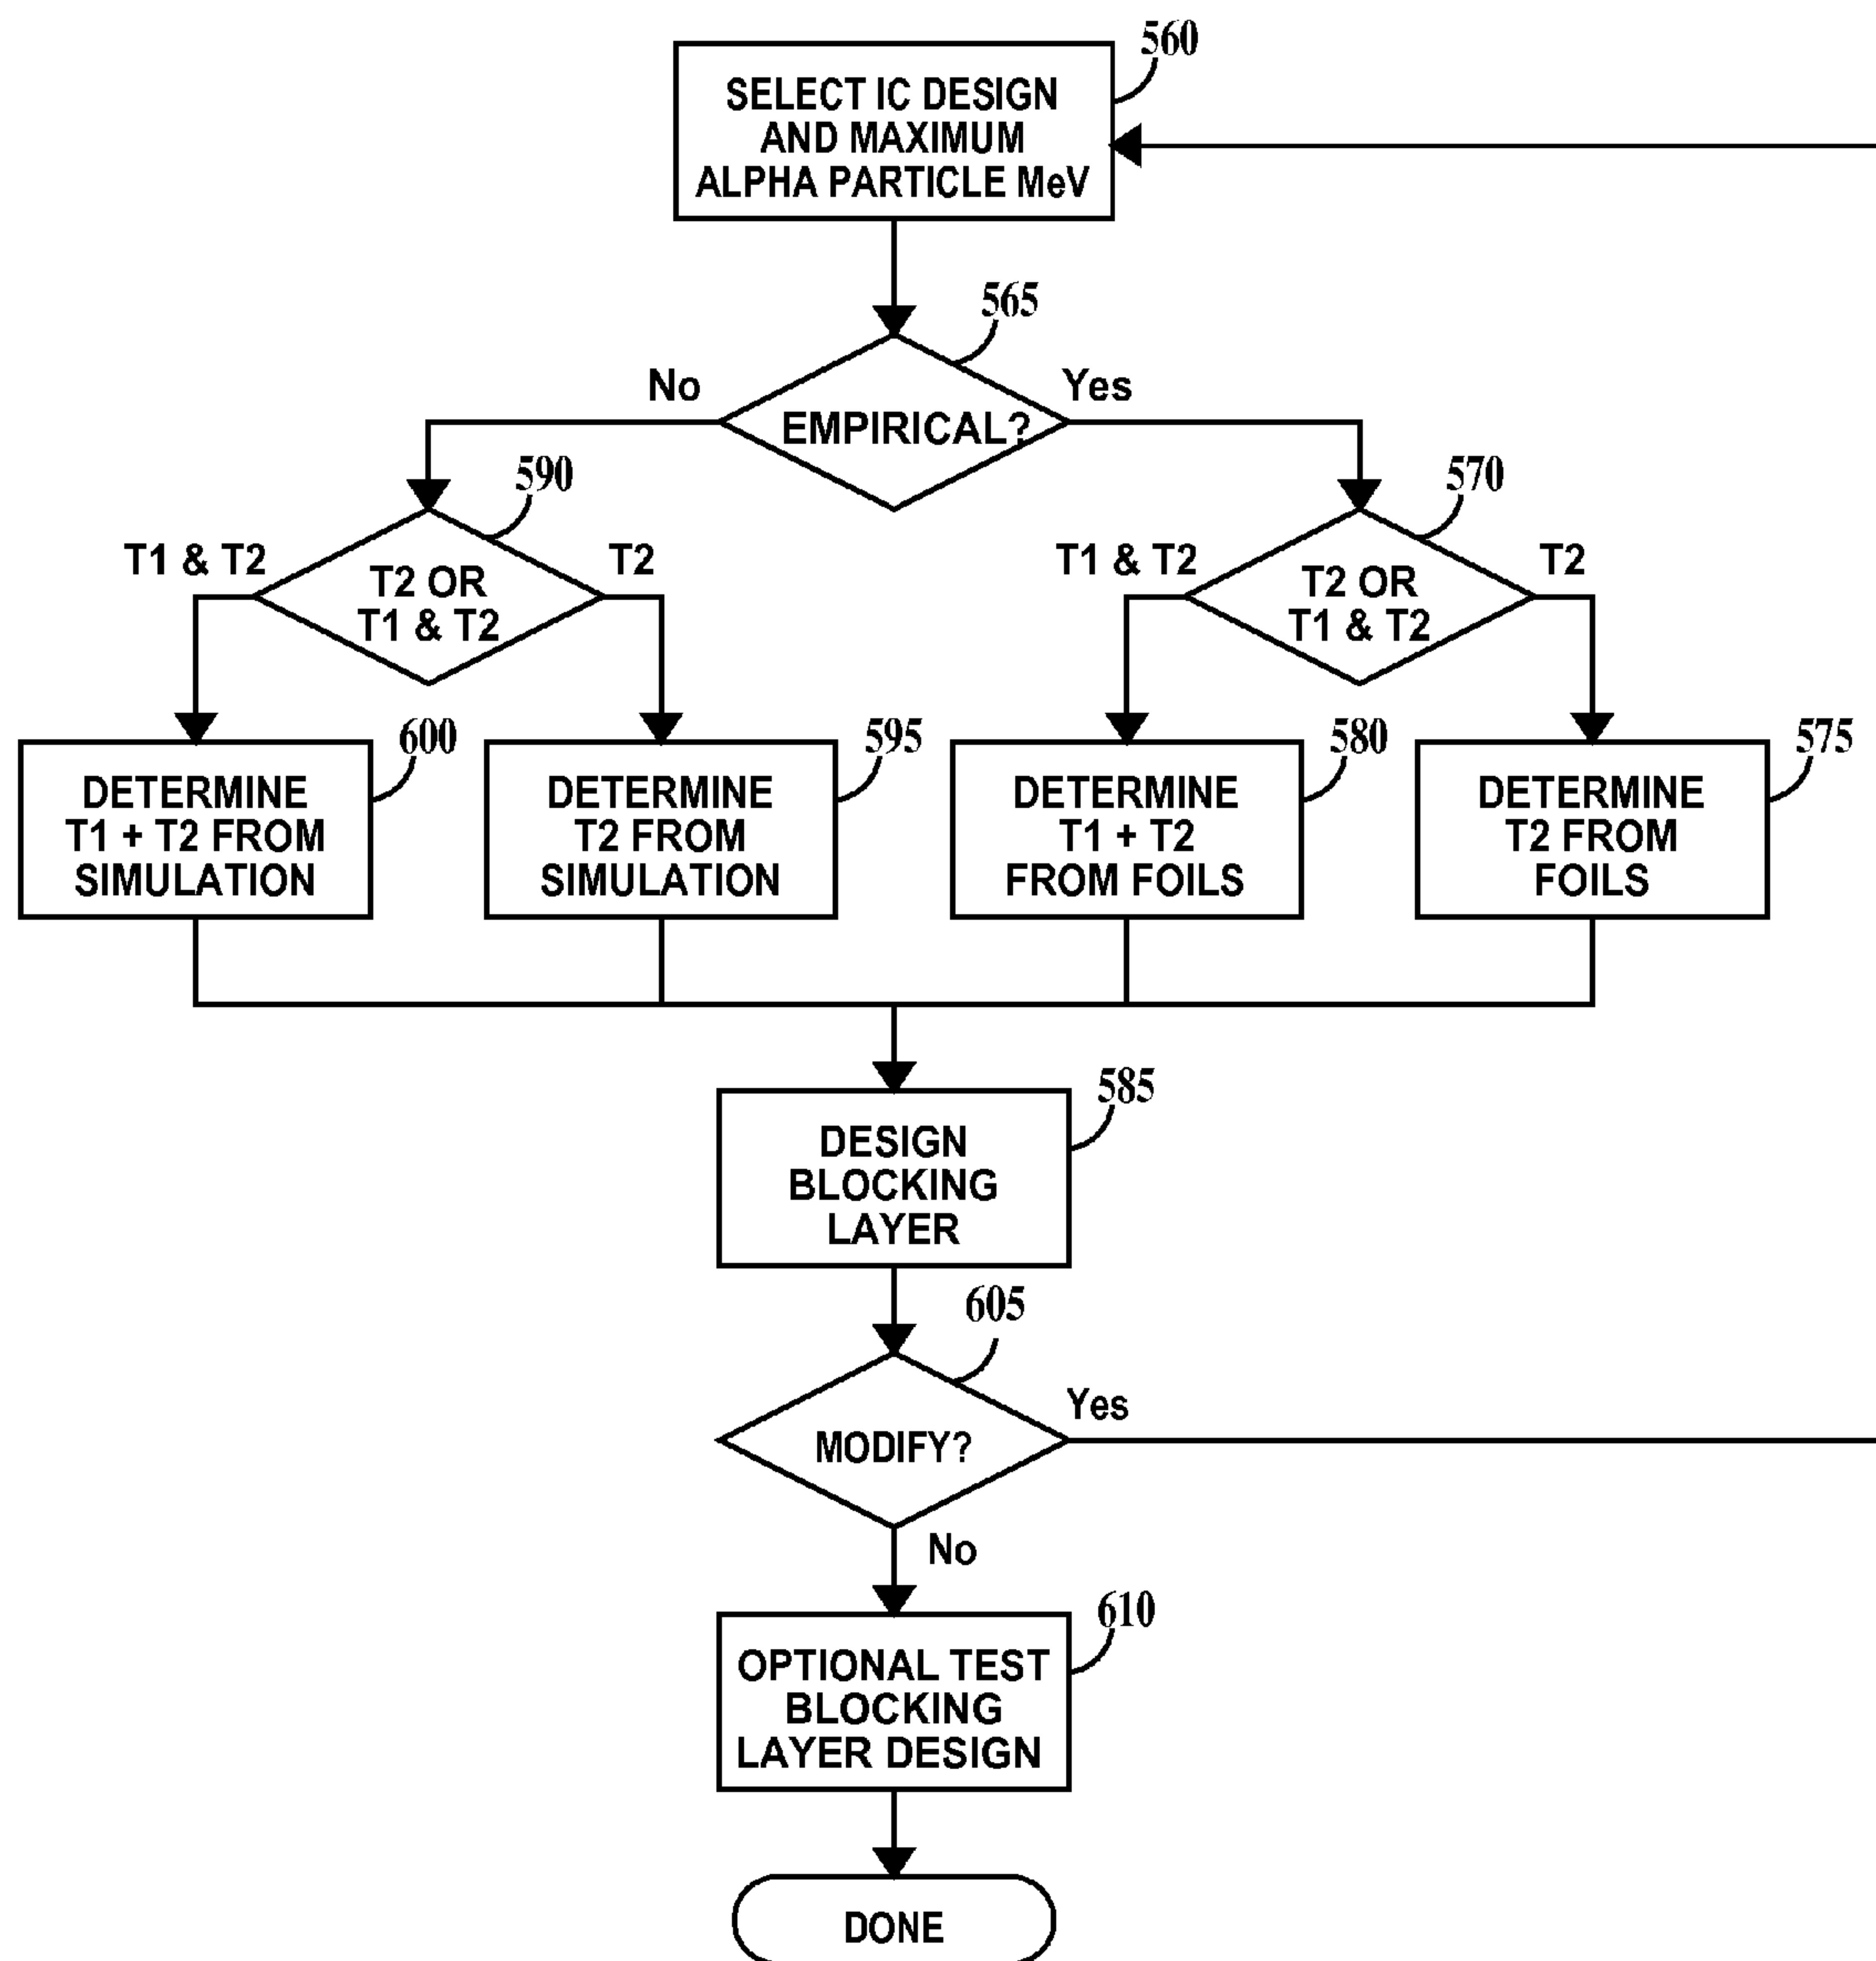 560
SELECT IC DESIGN
AND MAXIMUM
ALPHA PARTICLE MeV
565
No
Yes
EMPIRICAL?
590
570
T1 & T2
T2 OR
T1 & T2
T2
T1 & T2
T2 OR
T1 & T2
T2
600
DETERMINE
T1 + T2 FROM
SIMULATION
595
DETERMINE
T2 FROM
SIMULATION
580
DETERMINE
T1 + T2
FROM FOILS
575
DETERMINE
T2 FROM
FOILS
585
DESIGN
BLOCKING
LAYER
605
Yes
MODIFY?
No
610
OPTIONAL TEST
BLOCKING
LAYER DESIGN
DONE